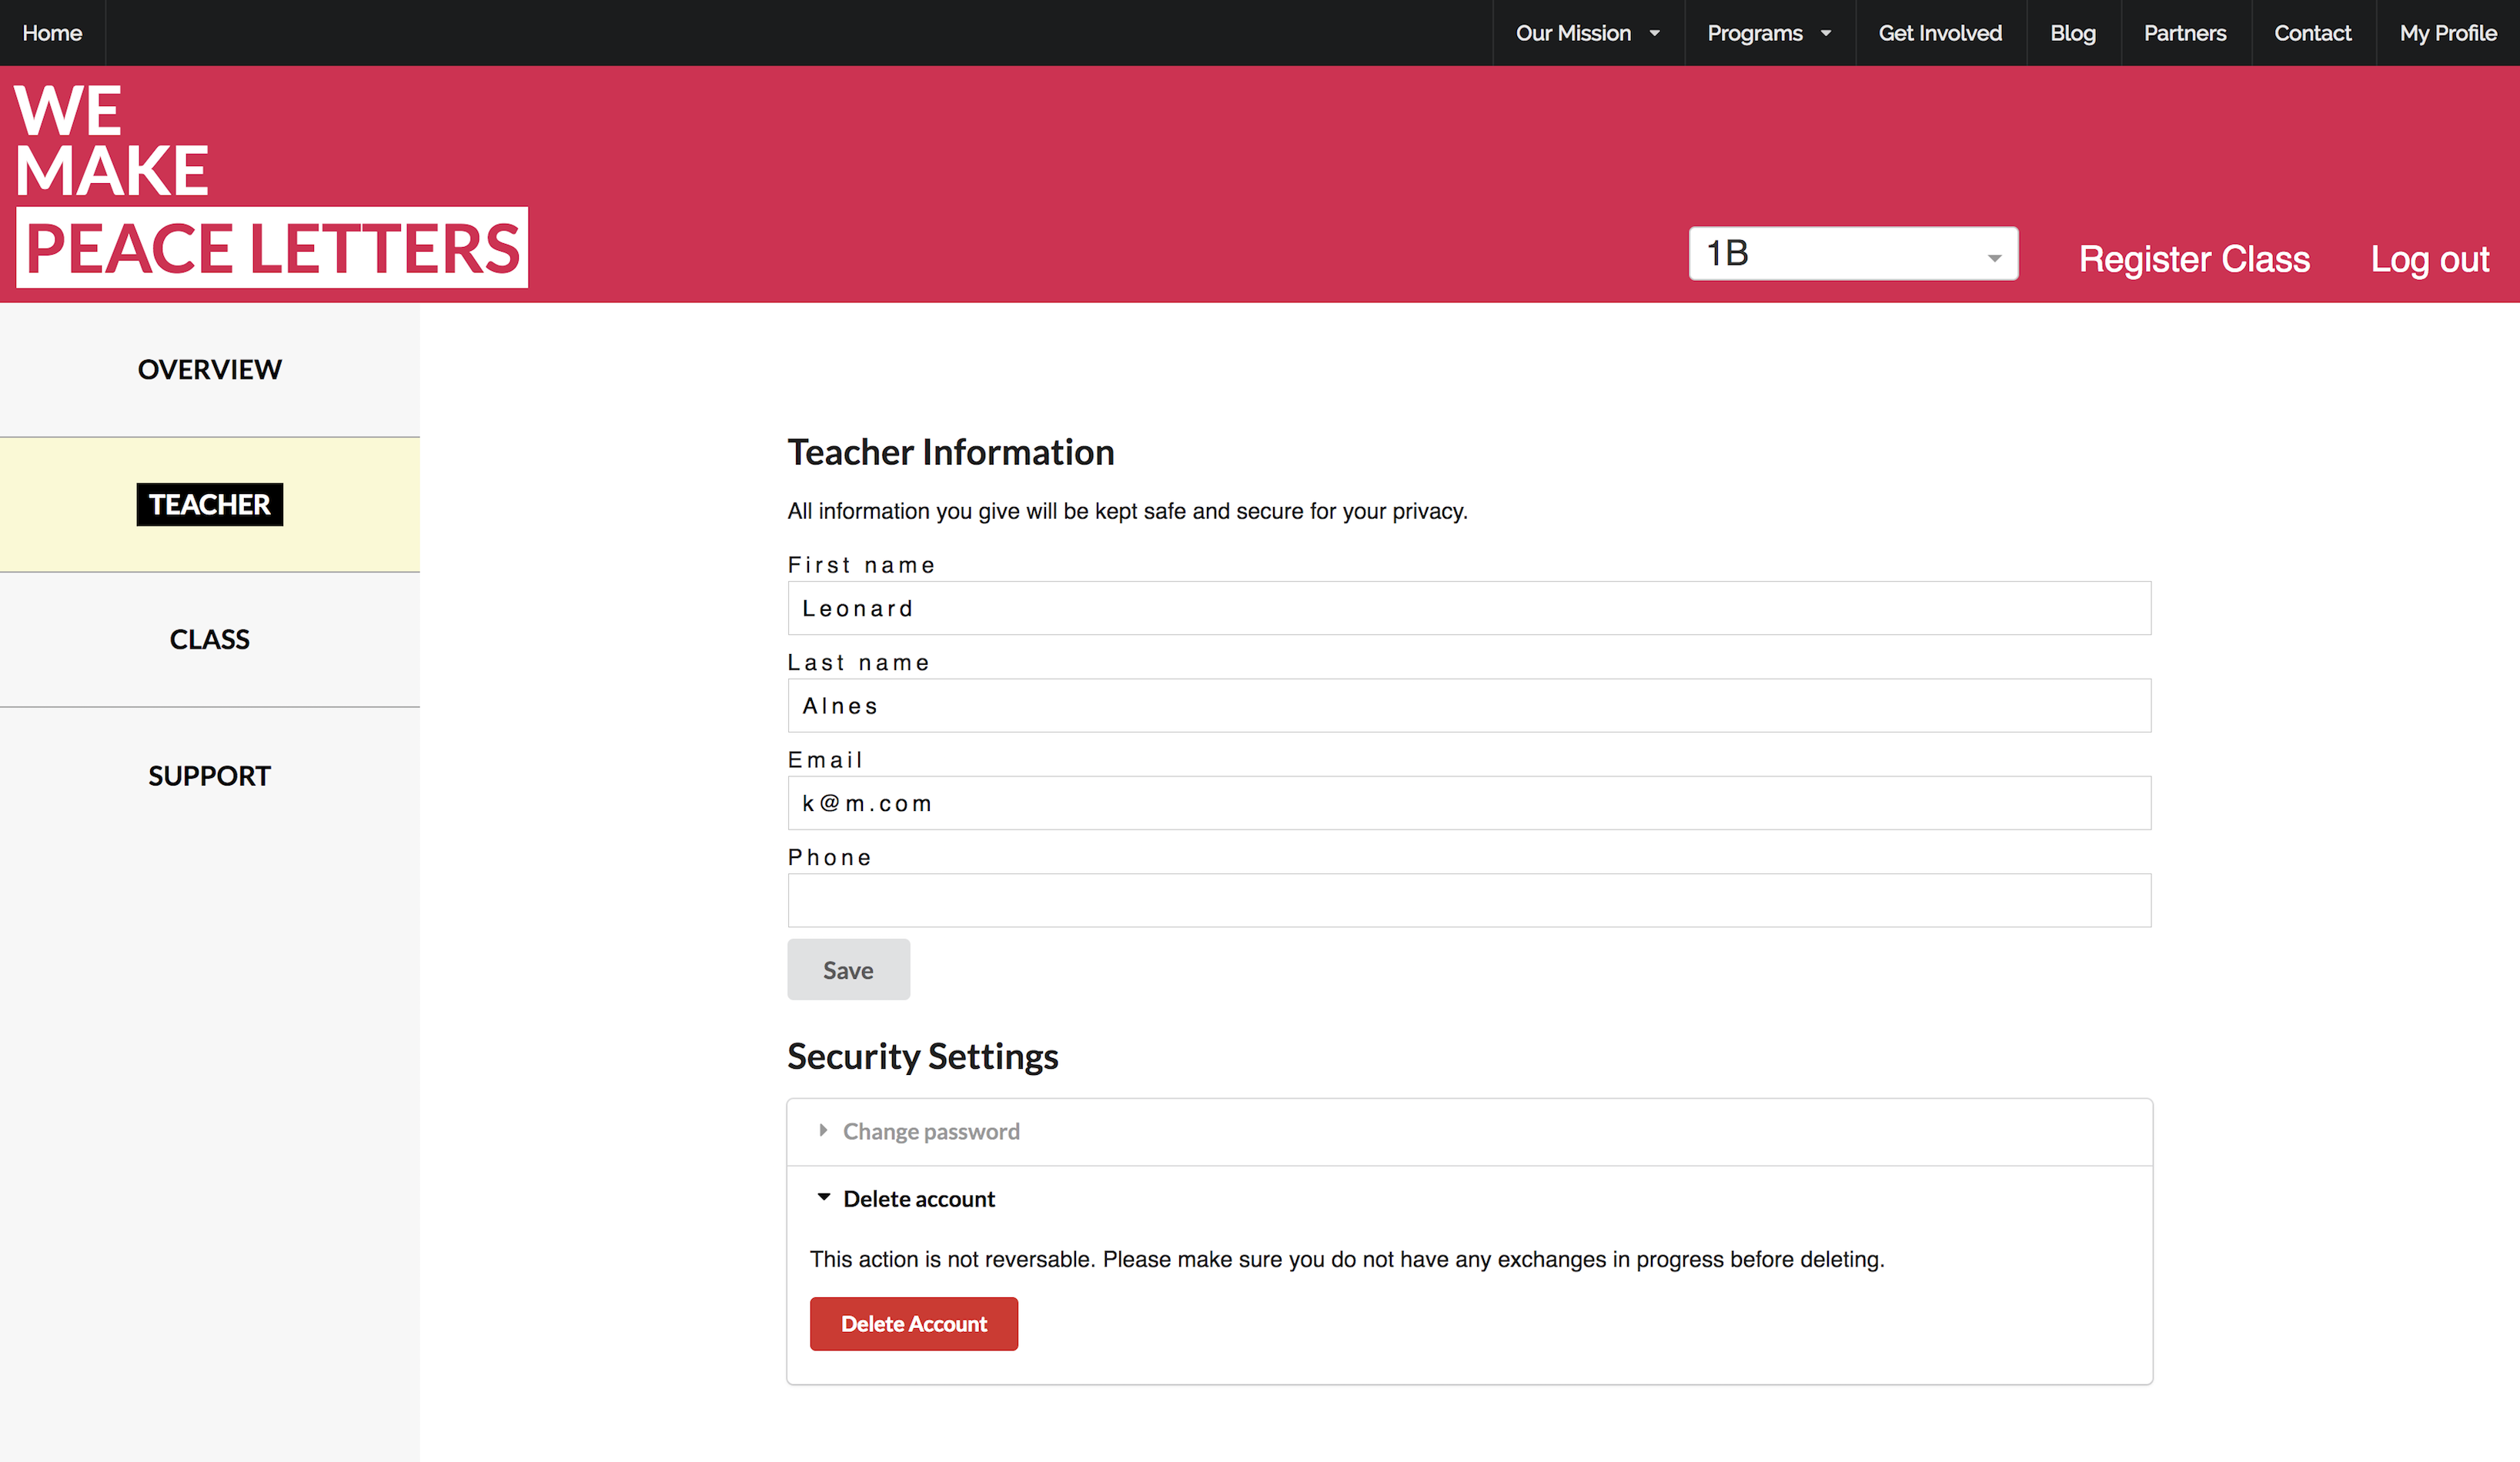 Home
Our Mission
Programs
Get Involved
Blog
Partners
Contact
My Profile
WE
MAKE
PEACE LETTERS
1B
Register Class
Log out
OVERVIEW
TEACHER
CLASS
SUPPORT
Teacher Information
All information you give will be kept safe and secure for your privacy.
First name
Leonard
Last name
Alnes
Email
k@m.com
Phone
Save
Security Settings
Change password
Delete account
This action is not reversable. Please make sure you do not have any exchanges in progress before deleting.
Delete Account